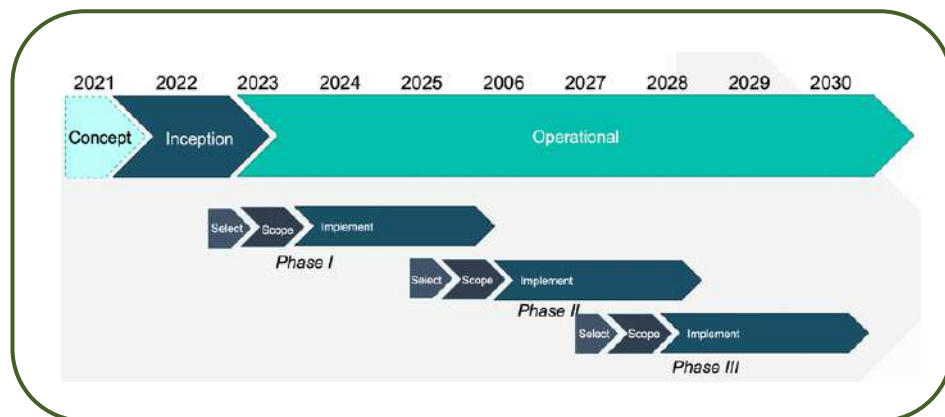 2021 2022 2023 2024 2025 2006 2027 2028 2029 2030
Concept Inception Operational
Select Scope Implement
Phase I
Select Scope Implement
Phase II
Select Scope Implement
Phase III